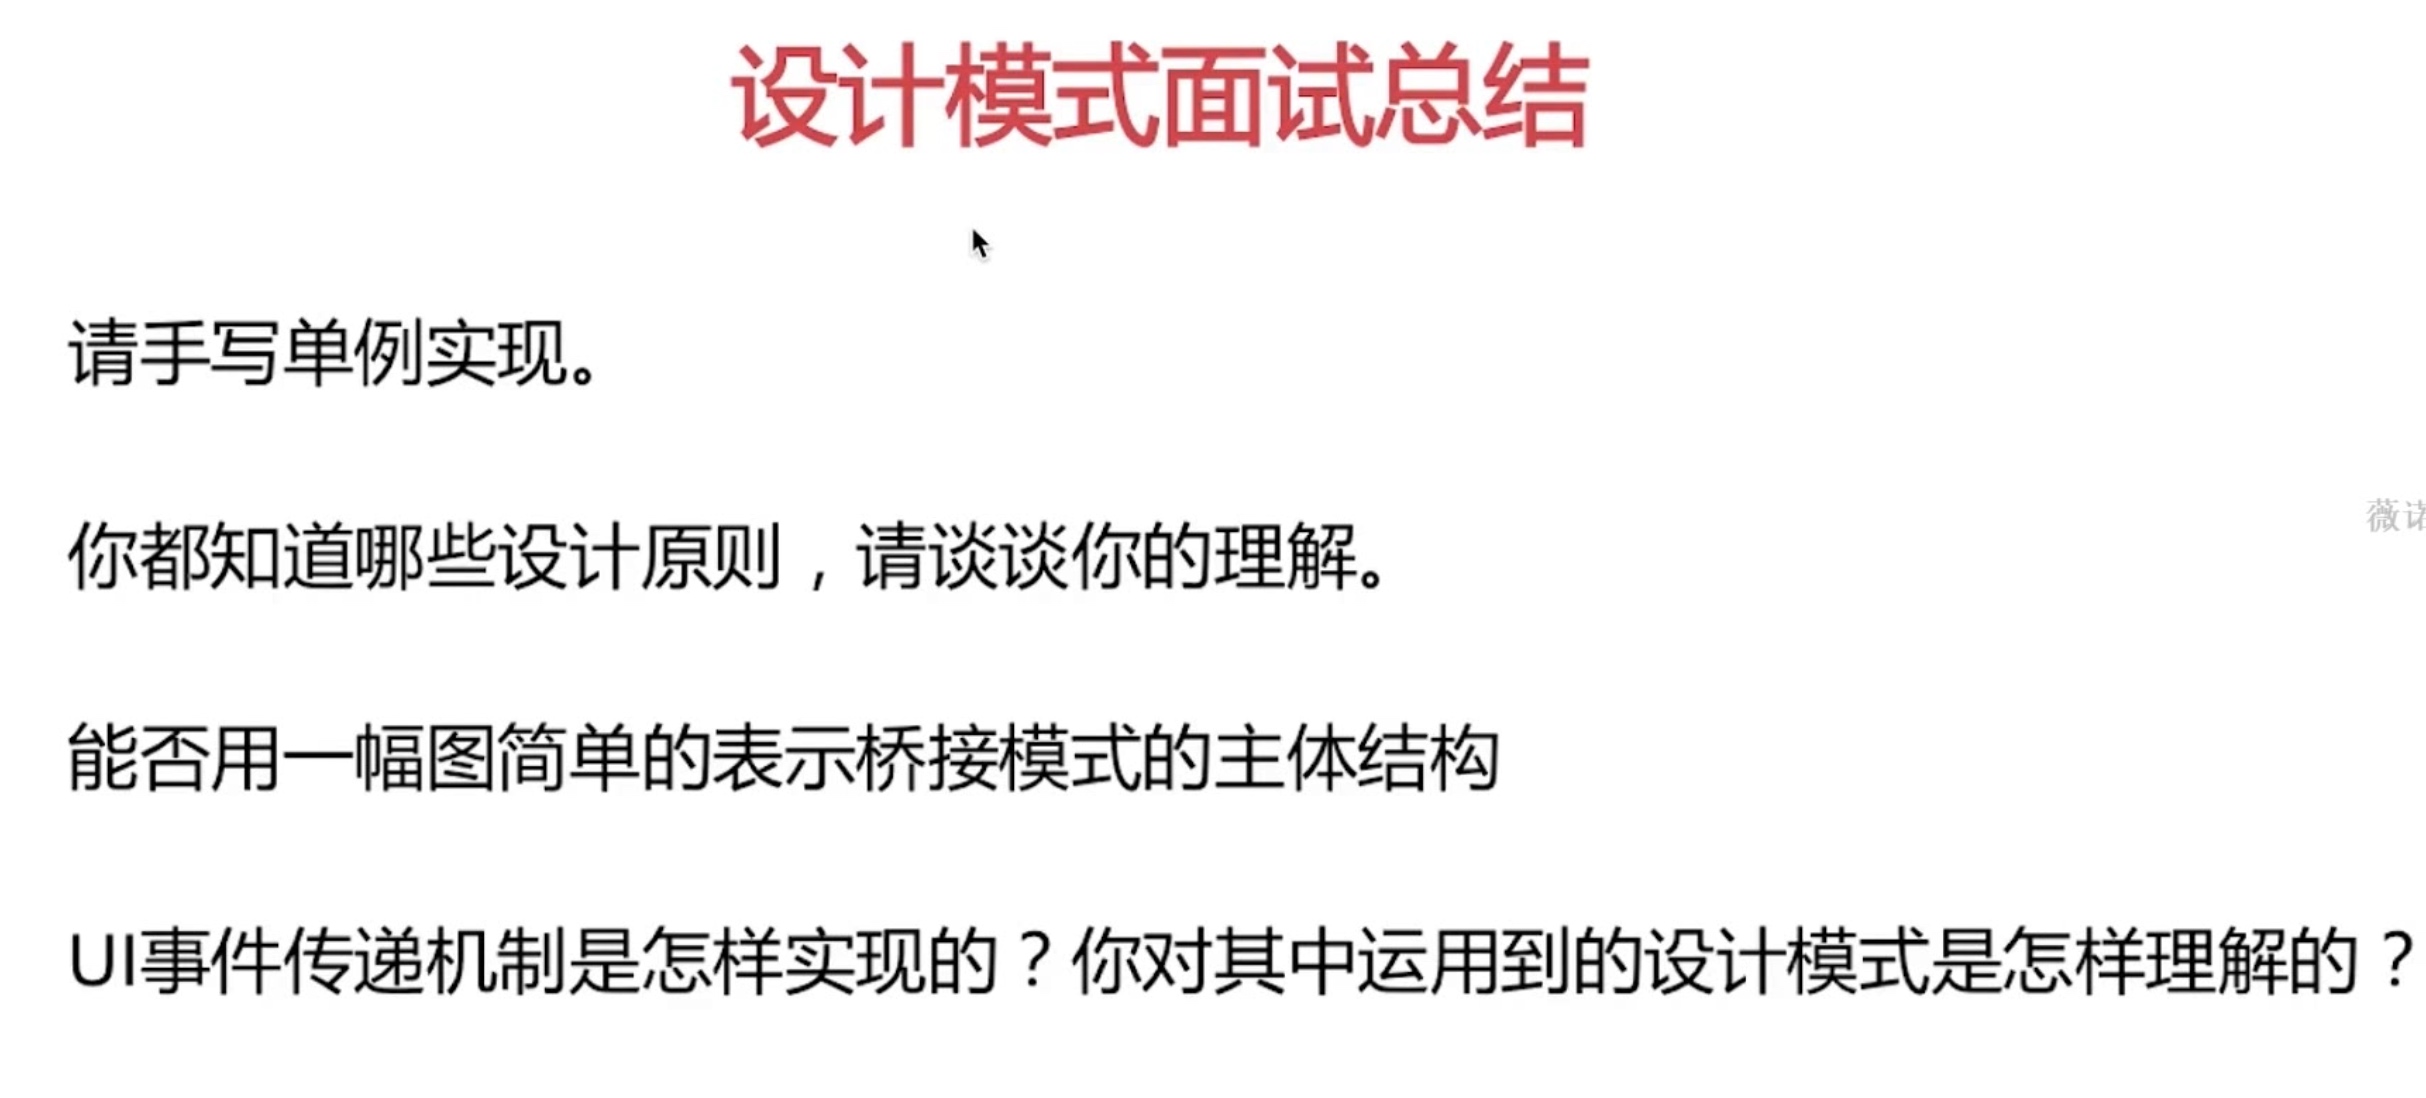 设计模式面试总结
请手写单例实现。
你都知道哪些设计原则，请谈谈你的理解。
能否用一幅图简单的表示桥接模式的主体结构
UI事件传递机制是怎样实现的？你对其中运用到的设计模式是怎样理解的？
薇